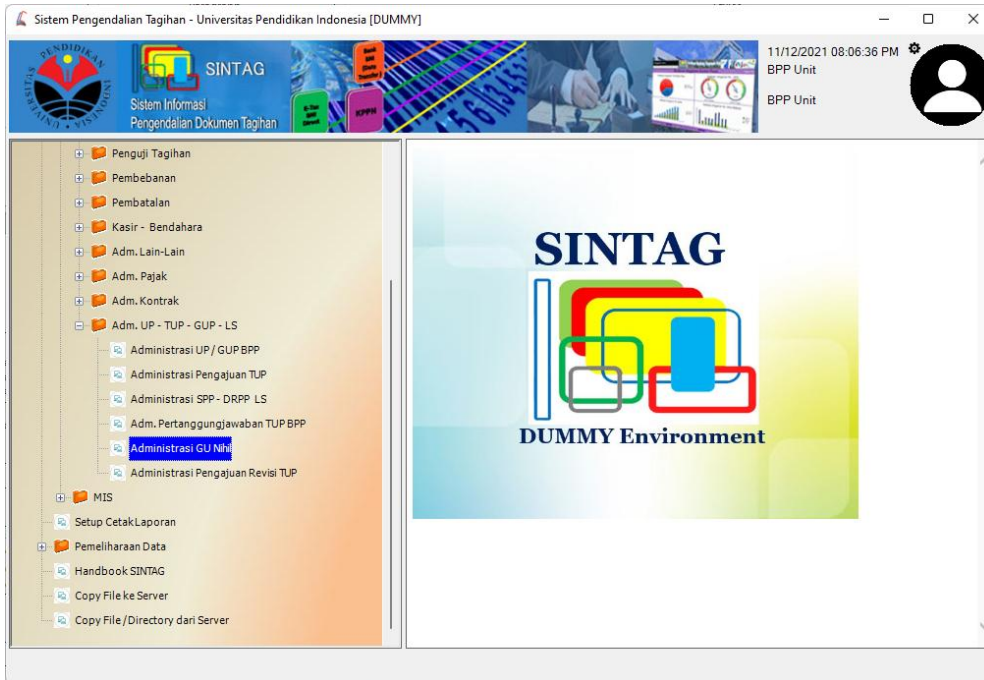 Sistem Pengendalian Tagihan - Universitas Pendidikan Indonesia [DUMMY]
SINTAG
Sistem Informasi
Pengendalian Dokumen Tagihan
KPPN
11/12/2021 08:06:36 PM
BPP Unit
BPP Unit
Penguji Tagihan
Pembebanan
Pembatalan
Kasir - Bendahara
Adm. Lain-Lain
Adm. Pajak
Adm. Kontrak
Adm. UP - TUP - GUP - LS
Administrasi UP / GUP BPP
Administrasi Pengajuan TUP
Administrasi SPP - DRPP LS
Adm. Pertanggungjawaban TUP BPP
Administrasi GU Nihil
Administrasi Pengajuan Revisi TUP
MIS
Setup Cetak Laporan
Pemeliharaan Data
Handbook SINTAG
Copy File ke Server
Copy File / Directory dari Server
SINTAG
DUMMY Environment